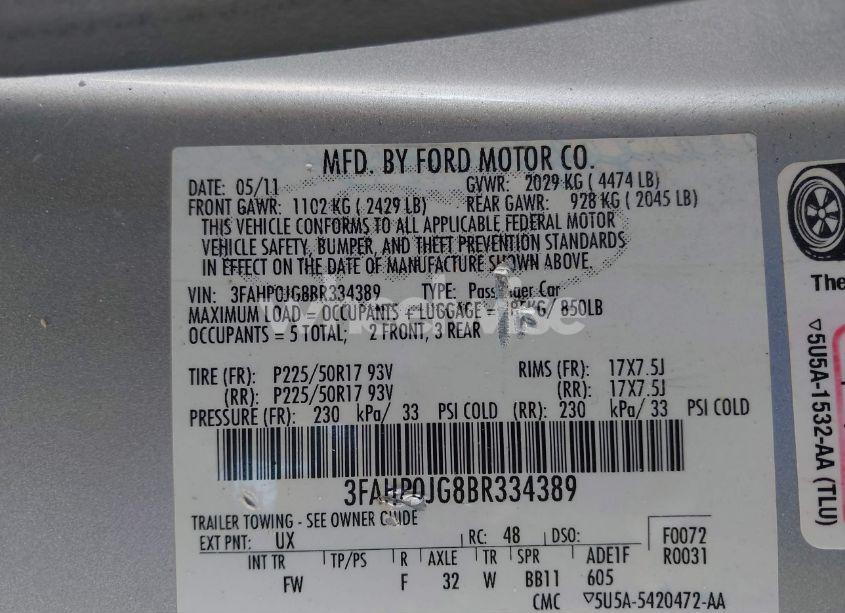 MFD. BY FORD MOTOR CO.
DATE: 05/11 GVWR: 2029 KG ( 4474 LB)
FRONT GAWR: 1102 KG ( 2429 LB) REAR GAWR: 928 KG ( 2045 LB)
THIS VEHICLE CONFORMS TO ALL APPLICABLE FEDERAL MOTOR
VEHICLE SAFETY, BUMPER, AND THEFT PREVENTION STANDARDS
IN EFFECT ON THE DATE OF MANUFACTURE SHOWN ABOVE.
VIN: 3FAHP0JG8BR334389 TYPE: Passenger Car
MAXIMUM LOAD = OCCUPANTS + LUGGAGE = 385KG/ 850LB
OCCUPANTS = 5 TOTAL; 2 FRONT, 3 REAR
TIRE (FR): P225/50R17 93V RIMS (FR): 17X7.5J
(RR): P225/50R17 93V (RR): 17X7.5J
PRESSURE (FR): 230 kPa/ 33 PSI COLD (RR): 230 kPa/ 33 PSI COLD
3FAHP0JG8BR334389
TRAILER TOWING - SEE OWNER GUIDE
EXT PNT: UX RC: 48 DSO: F0072
R0031
INT TR TP/PS R AXLE TR SPR ADE1F
FW F 32 W BB11 605
CMC ▽5U5A-5420472-AA
The
▽5U5A-1532-AA (TLU)